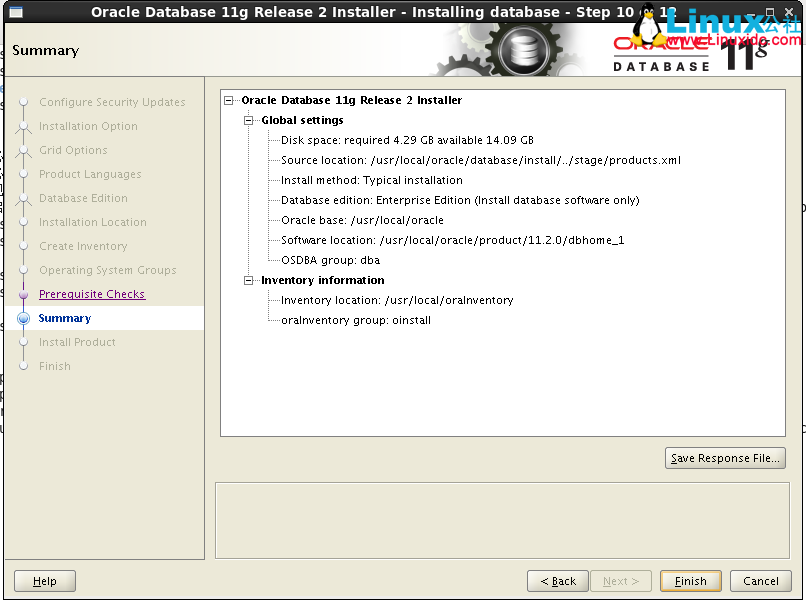 Oracle Database 11g Release 2 Installer - Installing database - Step 10
Linux公社
www.Linuxidc.com
Summary
ORACLE
DATABASE 11g
Configure Security Updates
Installation Option
Grid Options
Product Languages
Database Edition
Installation Location
Create Inventory
Operating System Groups
Prerequisite Checks
Summary
Install Product
Finish
Oracle Database 11g Release 2 Installer
Global settings
Disk space: required 4.29 GB available 14.09 GB
Source location: /usr/local/oracle/database/install/../stage/products.xml
Install method: Typical installation
Database edition: Enterprise Edition (Install database software only)
Oracle base: /usr/local/oracle
Software location: /usr/local/oracle/product/11.2.0/dbhome_1
OSDBA group: dba
Inventory information
Inventory location: /usr/local/oraInventory
oraInventory group: oinstall
Save Response File...
Help
< Back
Next >
Finish
Cancel